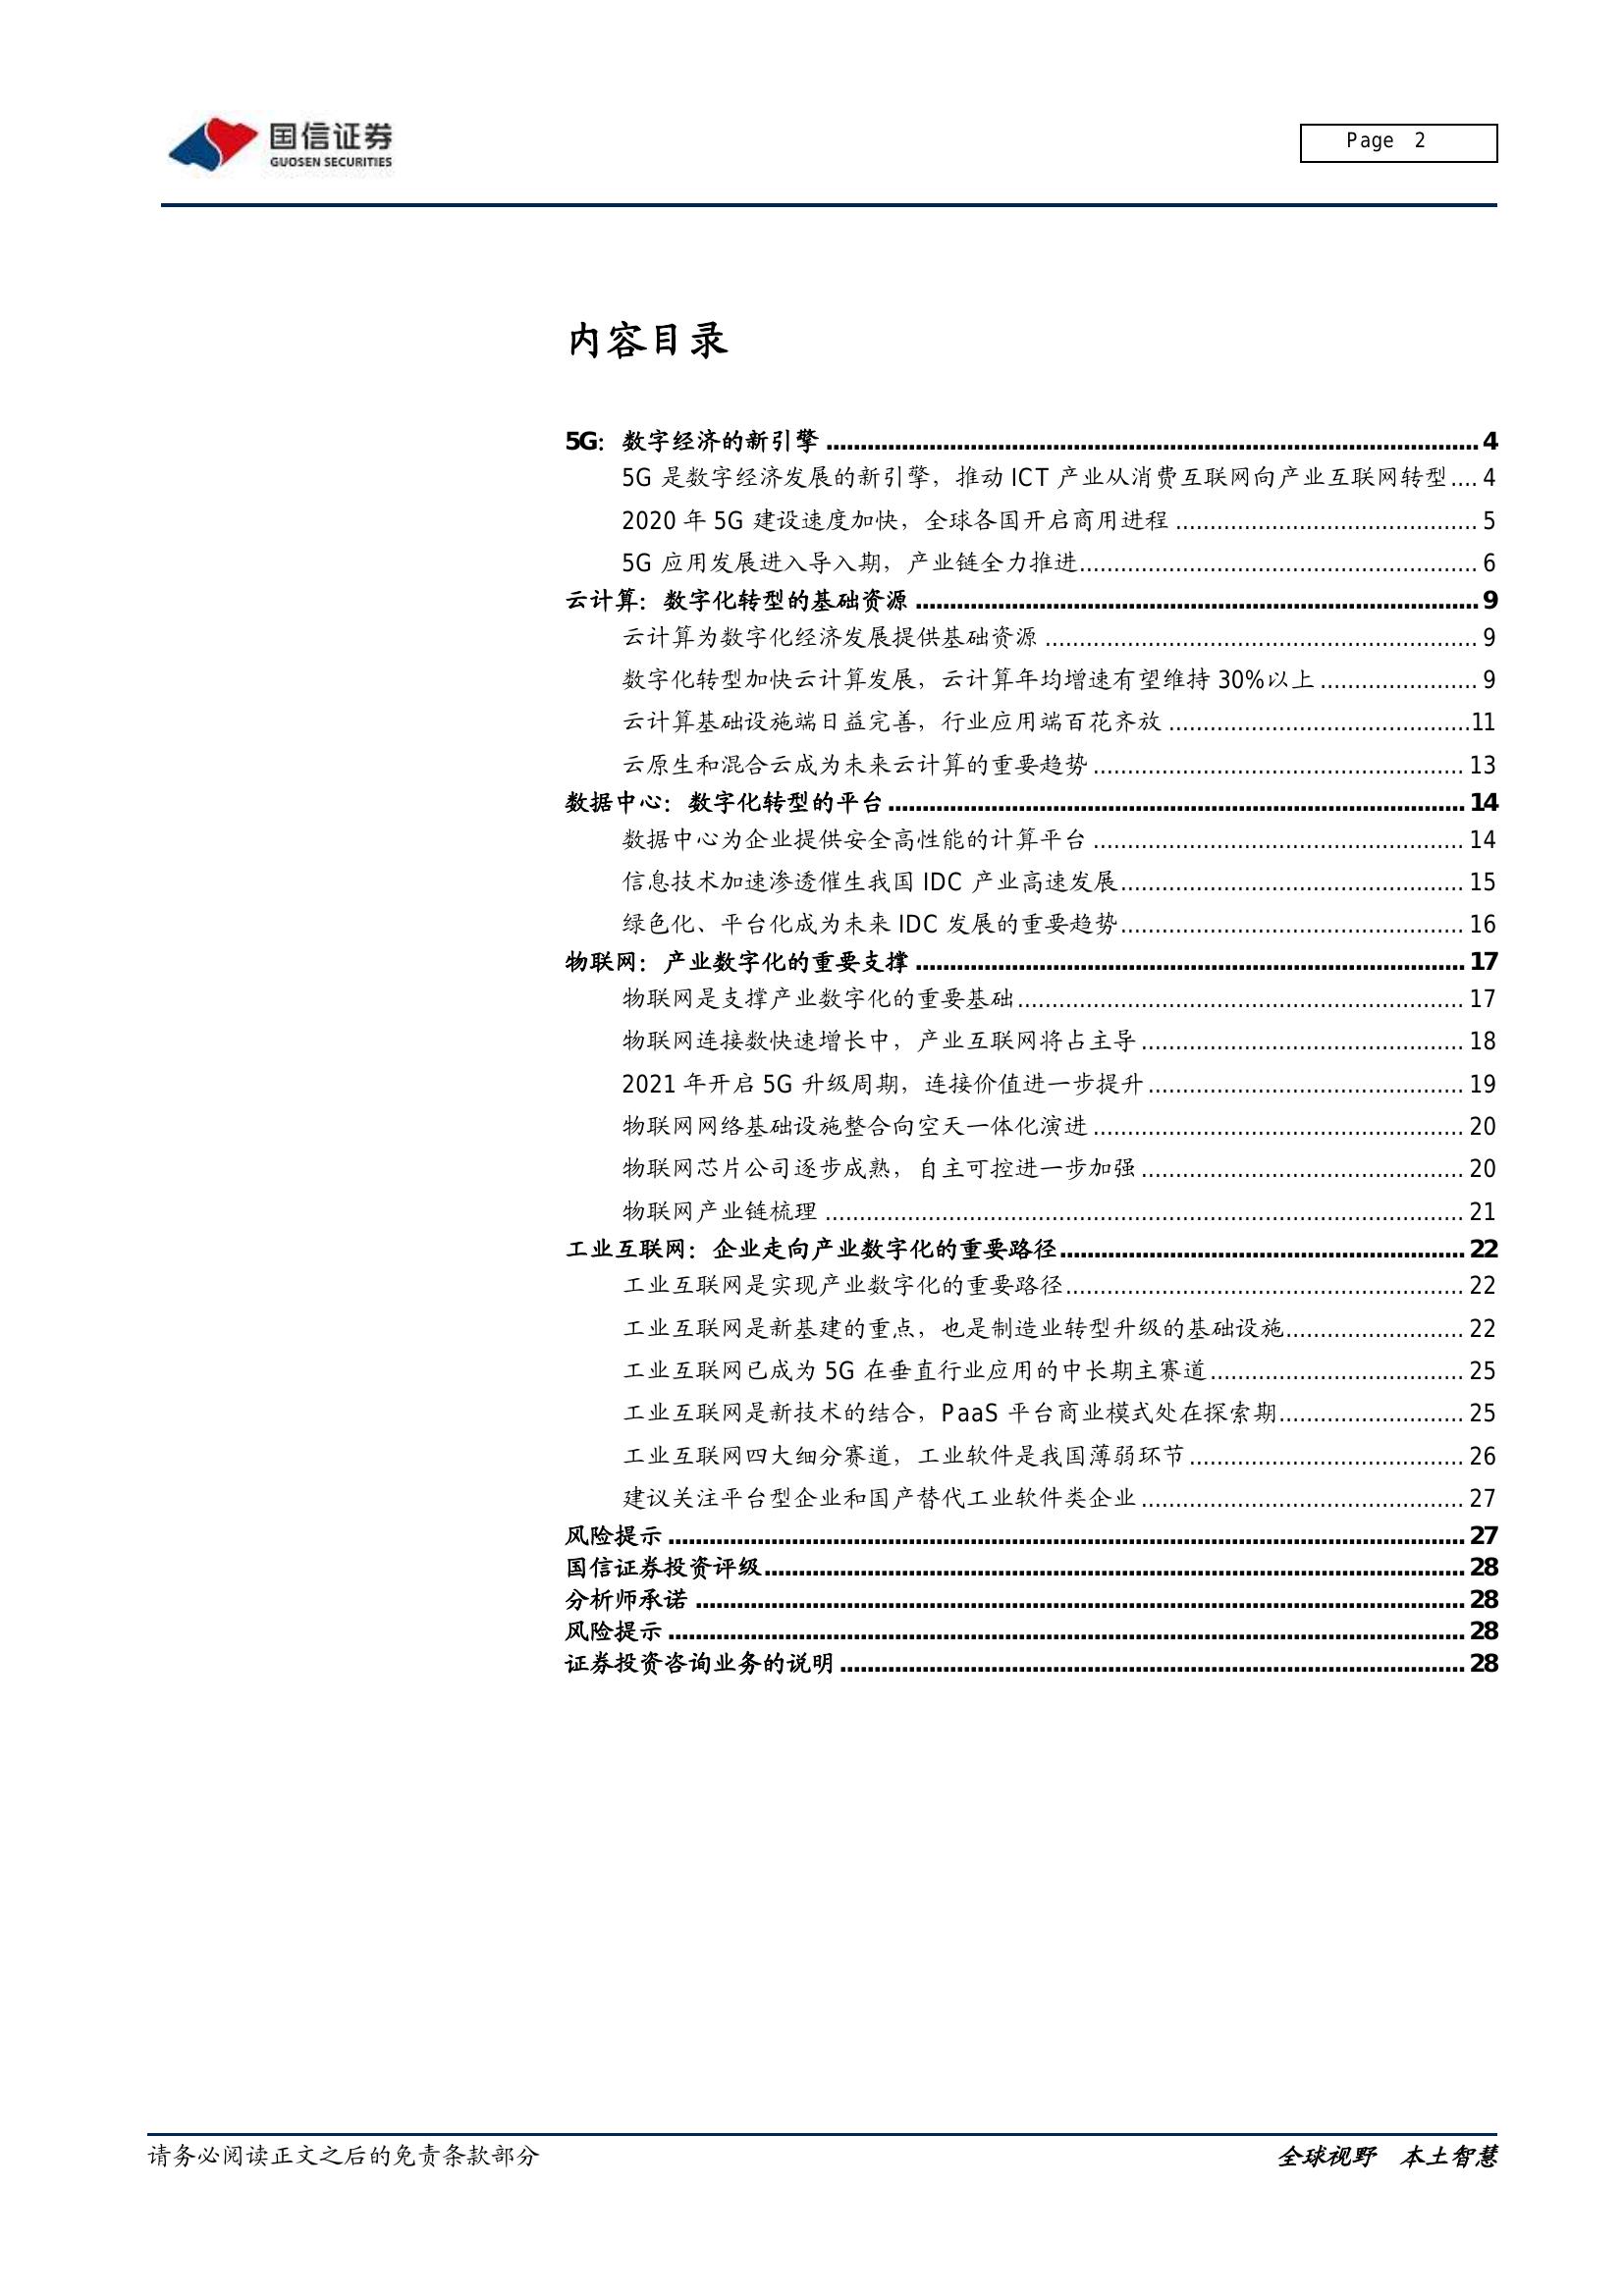 国信证券
GUOSEN SECURITIES
Page 2
内容目录
5G：数字经济的新引擎 ........ 4
5G 是数字经济发展的新引擎，推动 ICT 产业从消费互联网向产业互联网转型 .... 4
2020 年 5G 建设速度加快，全球各国开启商用进程 ........ 5
5G 应用发展进入导入期，产业链全力推进 ........ 6
云计算：数字化转型的基础资源 ........ 9
云计算为数字化经济发展提供基础资源 ........ 9
数字化转型加快云计算发展，云计算年均增速有望维持 30%以上 ........ 9
云计算基础设施端日益完善，行业应用端百花齐放 ........ 11
云原生和混合云成为未来云计算的重要趋势 ........ 13
数据中心：数字化转型的平台 ........ 14
数据中心为企业提供安全高性能的计算平台 ........ 14
信息技术加速渗透催生我国 IDC 产业高速发展 ........ 15
绿色化、平台化成为未来 IDC 发展的重要趋势 ........ 16
物联网：产业数字化的重要支撑 ........ 17
物联网是支撑产业数字化的重要基础 ........ 17
物联网连接数快速增长中，产业互联网将占主导 ........ 18
2021 年开启 5G 升级周期，连接价值进一步提升 ........ 19
物联网网络基础设施整合向空天一体化演进 ........ 20
物联网芯片公司逐步成熟，自主可控进一步加强 ........ 20
物联网产业链梳理 ........ 21
工业互联网：企业走向产业数字化的重要路径 ........ 22
工业互联网是实现产业数字化的重要路径 ........ 22
工业互联网是新基建的重点，也是制造业转型升级的基础设施 ........ 22
工业互联网已成为 5G 在垂直行业应用的中长期主赛道 ........ 25
工业互联网是新技术的结合，PaaS 平台商业模式处在探索期 ........ 25
工业互联网四大细分赛道，工业软件是我国薄弱环节 ........ 26
建议关注平台型企业和国产替代工业软件类企业 ........ 27
风险提示 ........ 27
国信证券投资评级 ........ 28
分析师承诺 ........ 28
风险提示 ........ 28
证券投资咨询业务的说明 ........ 28
请务必阅读正文之后的免责条款部分
全球视野 本土智慧